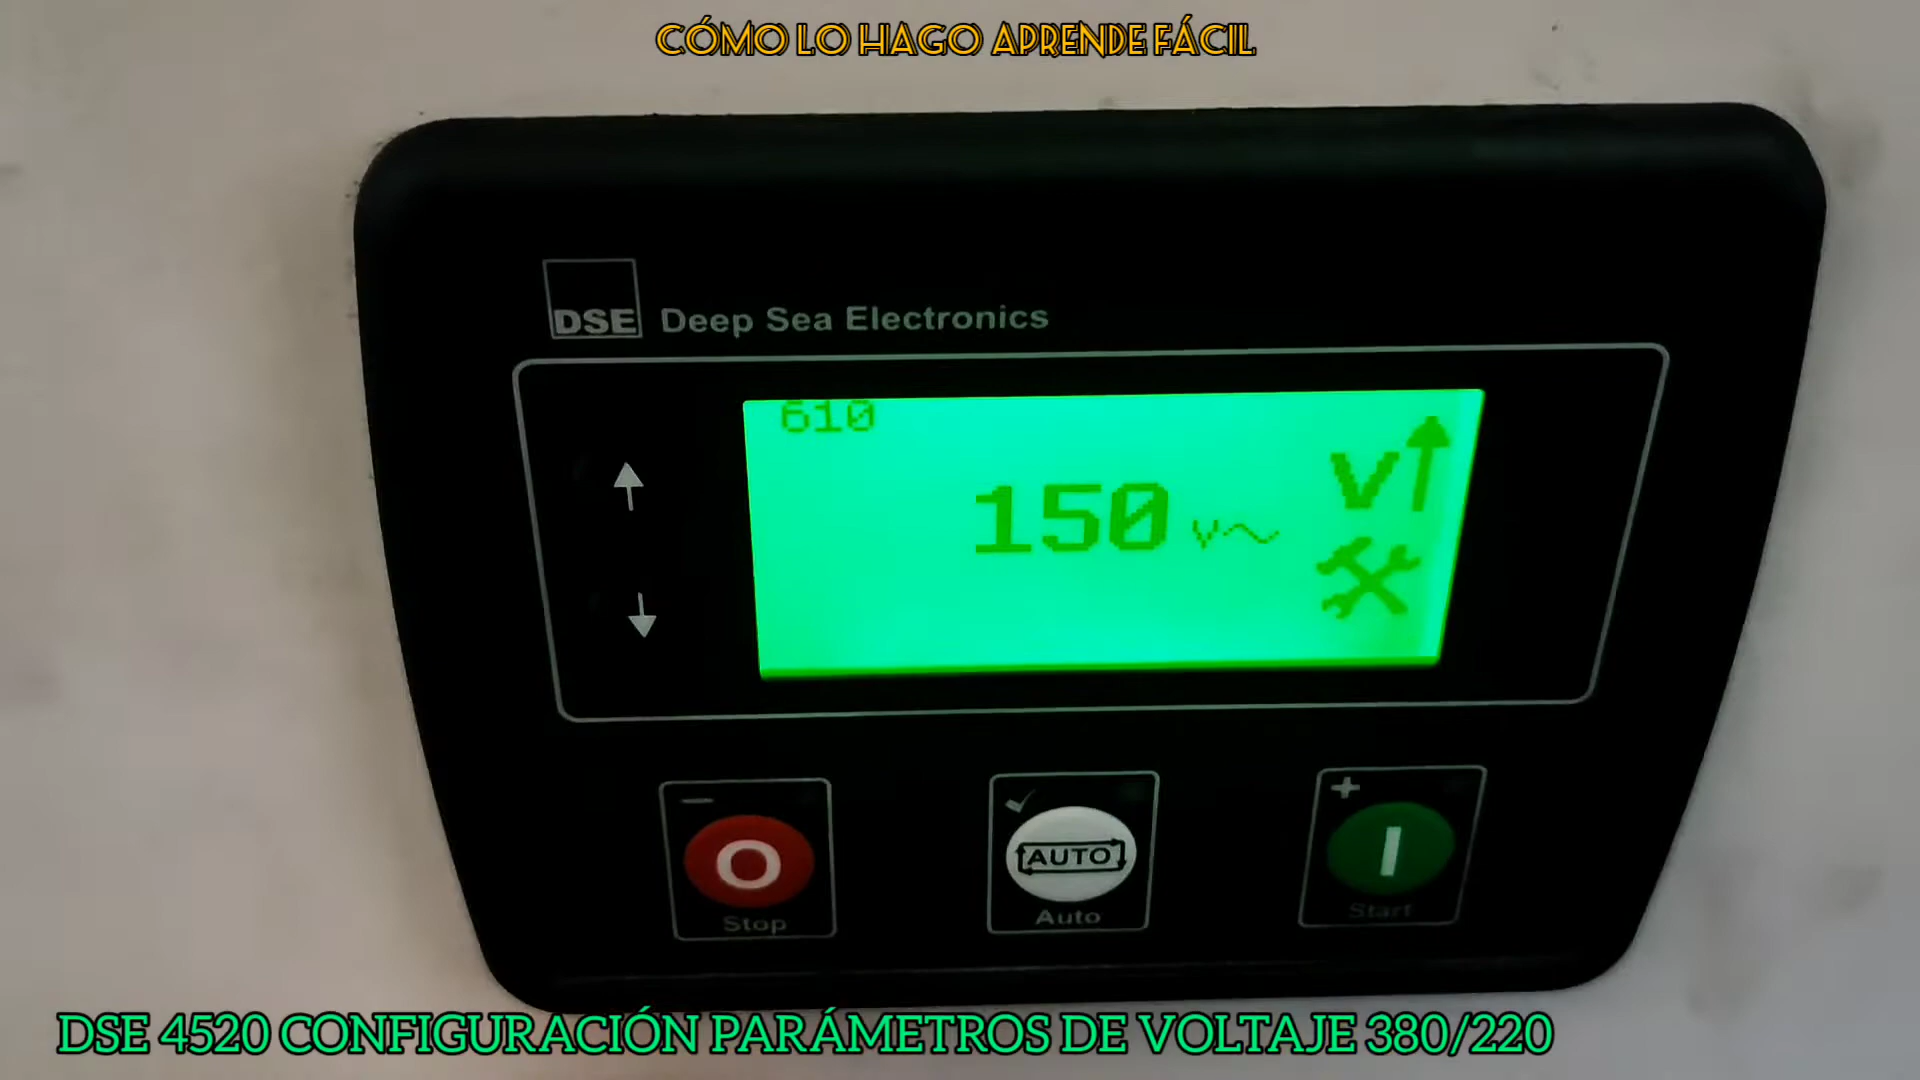 CÓMO LO HAGO APRENDE FÁCIL
DSE Deep Sea Electronics
610
150 V~
V
O
AUTO
I
Stop
Auto
Start
DSE 4520 CONFIGURACIÓN PARÁMETROS DE VOLTAJE 380/220